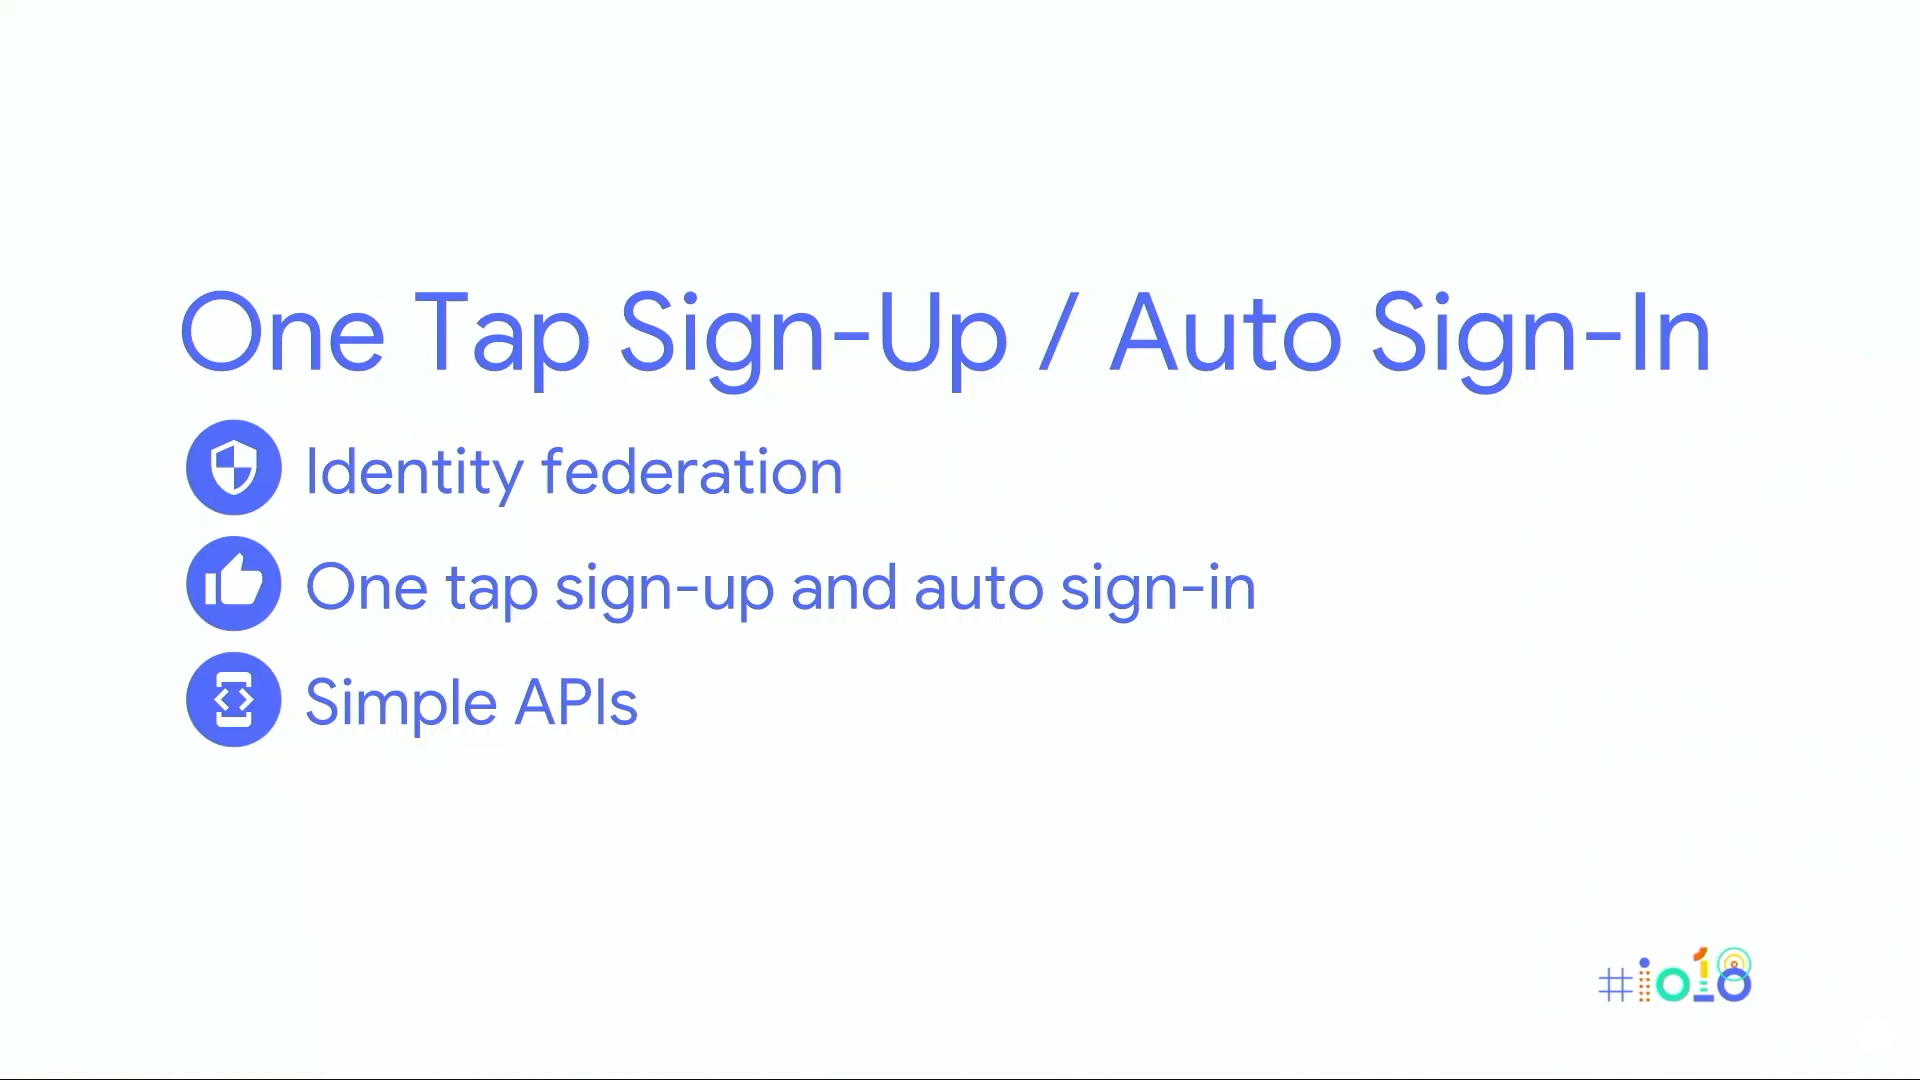 One Tap Sign-Up / Auto Sign-In
Identity federation
One tap sign-up and auto sign-in
Simple APIs
#io18